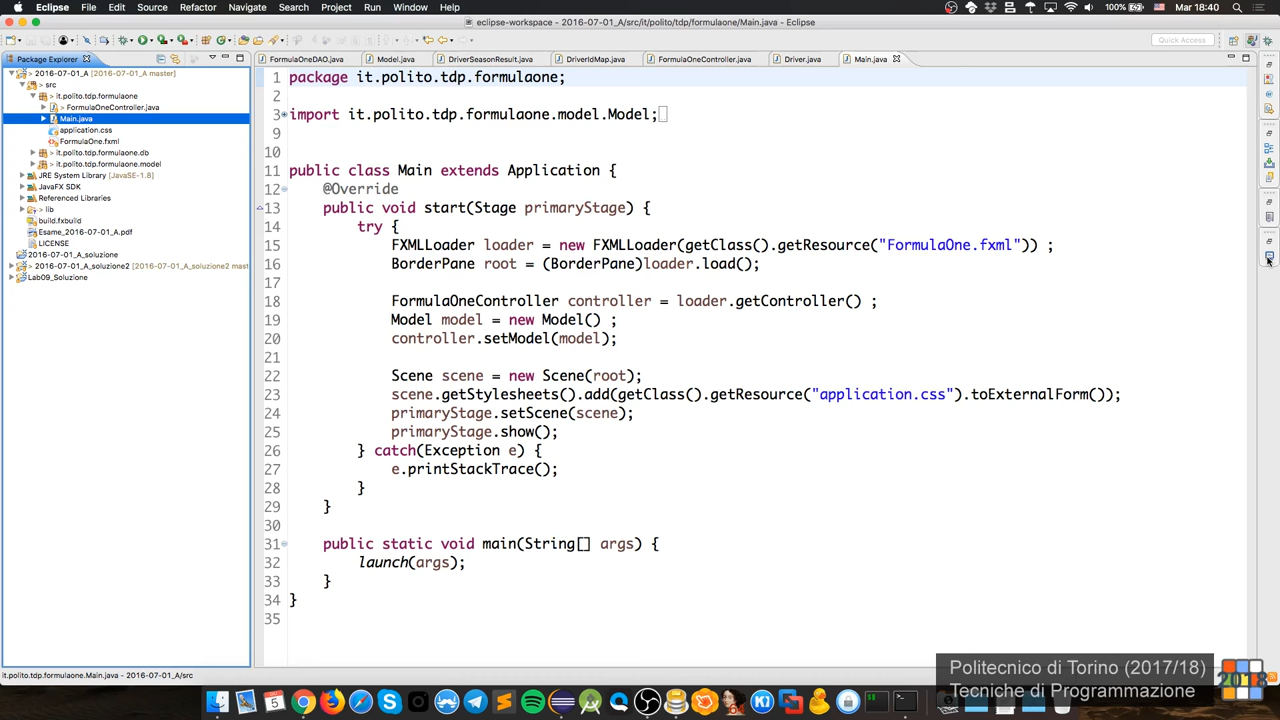 Eclipse File Edit Source Refactor Navigate Search Project Run Window Help 100% Mar 18:40
eclipse-workspace - 2016-07-01_A/src/it/polito/tdp/formulaone/Main.java - Eclipse
Quick Access
Package Explorer
FormulaOneDAO.java Model.java DriverSeasonResult.java DriverIdMap.java FormulaOneController.java Driver.java Main.java
> 2016-07-01_A [2016-07-01_A master]
> src
> it.polito.tdp.formulaone
> FormulaOneController.java
Main.java
application.css
FormulaOne.fxml
> it.polito.tdp.formulaone.db
> it.polito.tdp.formulaone.model
JRE System Library [JavaSE-1.8]
JavaFX SDK
Referenced Libraries
> lib
build.fxbuild
Esame_2016-07-01_A.pdf
LICENSE
2016-07-01_A_soluzione
> 2016-07-01_A_soluzione2 [2016-07-01_A_soluzione2 mast
Lab09_Soluzione
1 package it.polito.tdp.formulaone;
2
3 import it.polito.tdp.formulaone.model.Model;
9
10
11 public class Main extends Application {
12 @Override
13 public void start(Stage primaryStage) {
14 try {
15 FXMLLoader loader = new FXMLLoader(getClass().getResource("FormulaOne.fxml")) ;
16 BorderPane root = (BorderPane)loader.load();
17
18 FormulaOneController controller = loader.getController() ;
19 Model model = new Model() ;
20 controller.setModel(model);
21
22 Scene scene = new Scene(root);
23 scene.getStylesheets().add(getClass().getResource("application.css").toExternalForm());
24 primaryStage.setScene(scene);
25 primaryStage.show();
26 } catch(Exception e) {
27 e.printStackTrace();
28 }
29 }
30
31 public static void main(String[] args) {
32 launch(args);
33 }
34 }
35
it.polito.tdp.formulaone.Main.java - 2016-07-01_A/src
Politecnico di Torino (2017/18)
Tecniche di Programmazione
2018